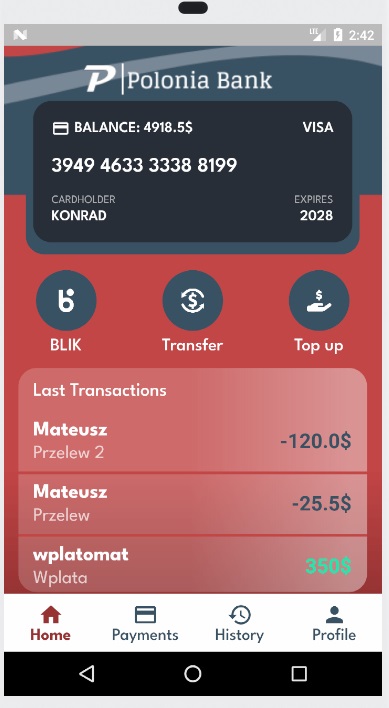 LTE 2:42
P Polonia Bank
BALANCE: 4918.5$ VISA
3949 4633 3338 8199
CARDHOLDER EXPIRES
KONRAD 2028
BLIK Transfer Top up
Last Transactions
Mateusz
-120.0$
Przelew 2
Mateusz
-25.5$
Przelew
wplatomat
350$
Wplata
Home Payments History Profile